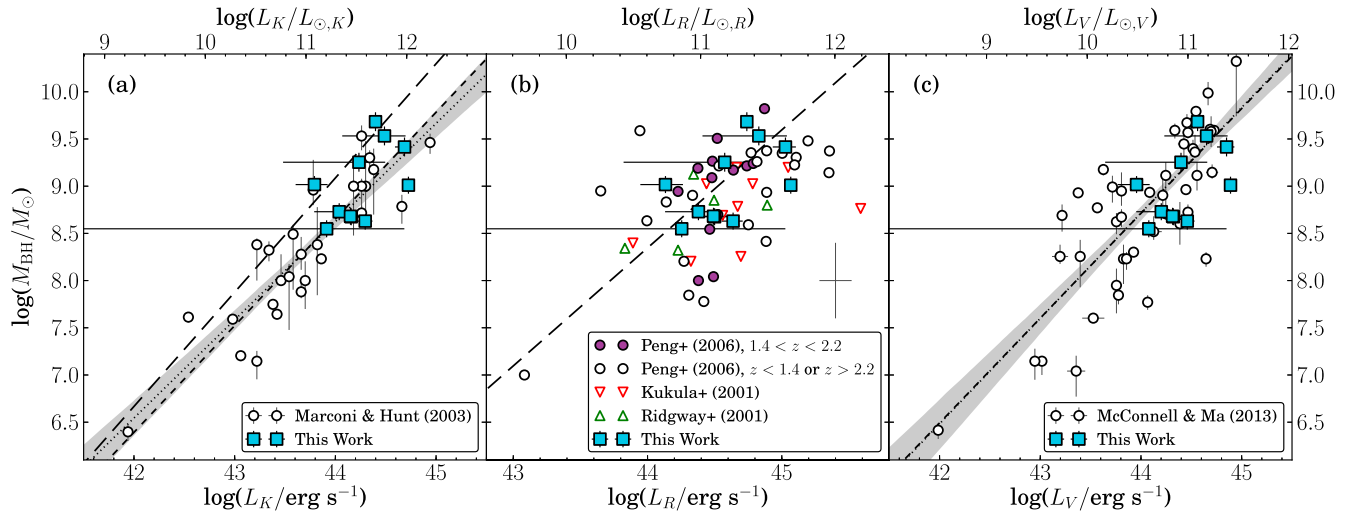 log(L_K/L_⊙,K) log(L_R/L_⊙,R) log(L_V/L_⊙,V)
9 10 11 12 10 11 12 9 10 11 12
(a) (b) (c)
log(M_BH/M_⊙)
10.0 10.0
9.5 9.5
9.0 9.0
8.5 8.5
8.0 8.0
7.5 7.5
7.0 7.0
6.5 6.5
Marconi & Hunt (2003)
This Work
Peng+ (2006), 1.4 < z < 2.2
Peng+ (2006), z < 1.4 or z > 2.2
Kukula+ (2001)
Ridgway+ (2001)
This Work
McConnell & Ma (2013)
This Work
42 43 44 45 43 44 45 42 43 44 45
log(L_K/erg s⁻¹) log(L_R/erg s⁻¹) log(L_V/erg s⁻¹)